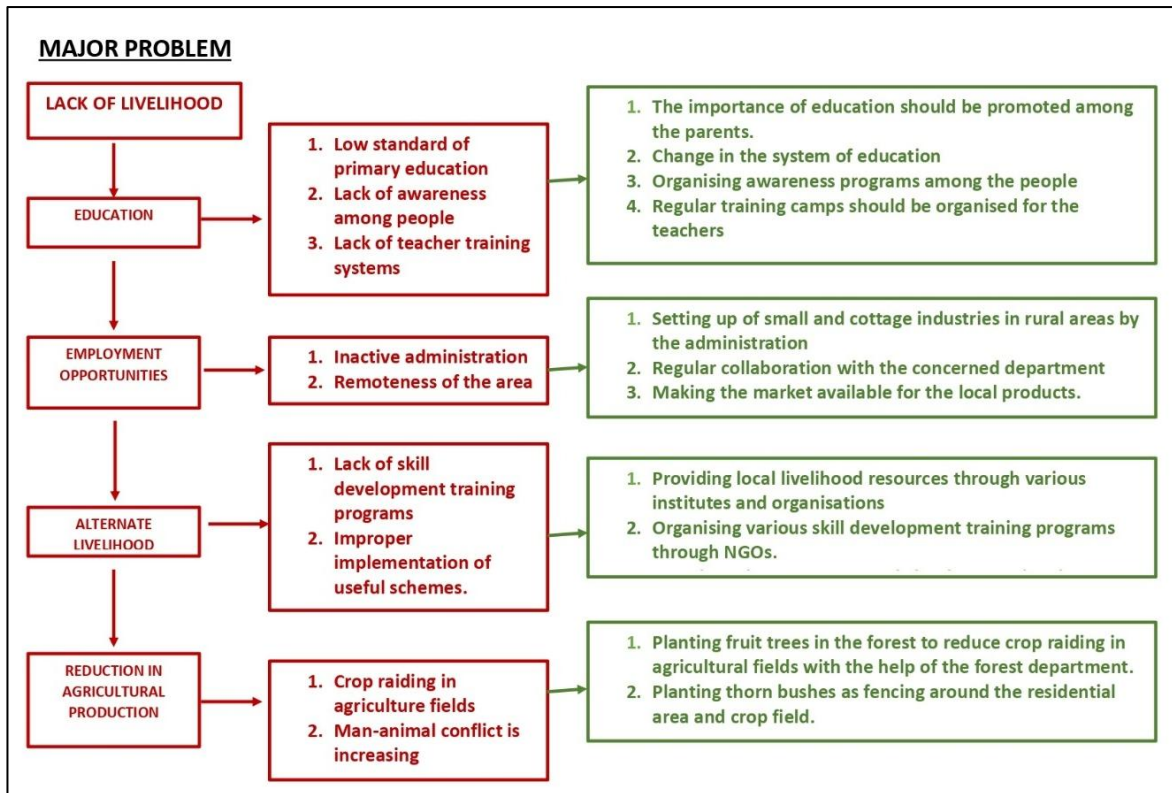 MAJOR PROBLEM
LACK OF LIVELIHOOD
EDUCATION
1. Low standard of
primary education
2. Lack of awareness
among people
3. Lack of teacher training
systems
1. The importance of education should be promoted among
the parents.
2. Change in the system of education
3. Organising awareness programs among the people
4. Regular training camps should be organised for the
teachers
EMPLOYMENT
OPPORTUNITIES
1. Inactive administration
2. Remoteness of the area
1. Setting up of small and cottage industries in rural areas by
the administration
2. Regular collaboration with the concerned department
3. Making the market available for the local products.
ALTERNATE
LIVELIHOOD
1. Lack of skill
development training
programs
2. Improper
implementation of
useful schemes.
1. Providing local livelihood resources through various
institutes and organisations
2. Organising various skill development training programs
through NGOs.
REDUCTION IN
AGRICULTURAL
PRODUCTION
1. Crop raiding in
agriculture fields
2. Man-animal conflict is
increasing
1. Planting fruit trees in the forest to reduce crop raiding in
agricultural fields with the help of the forest department.
2. Planting thorn bushes as fencing around the residential
area and crop field.